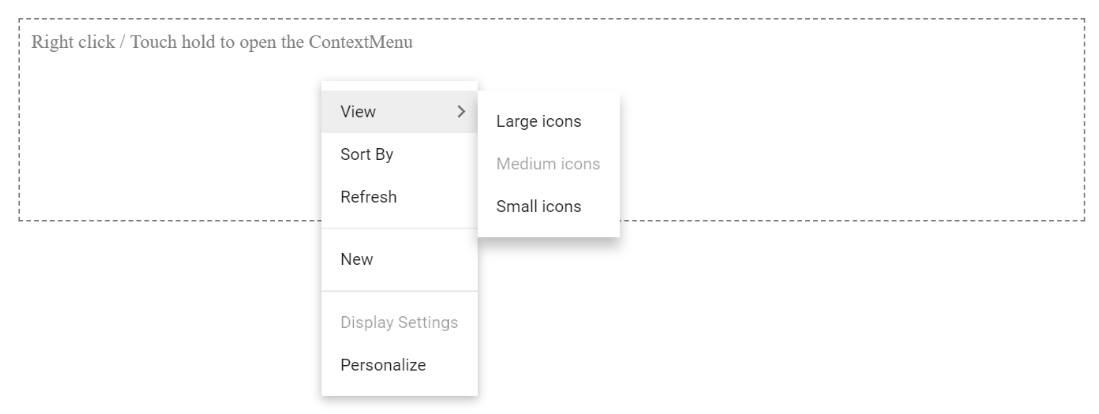 Right click / Touch hold to open the ContextMenu
View
Sort By
Refresh
New
Display Settings
Personalize
Large icons
Medium icons
Small icons